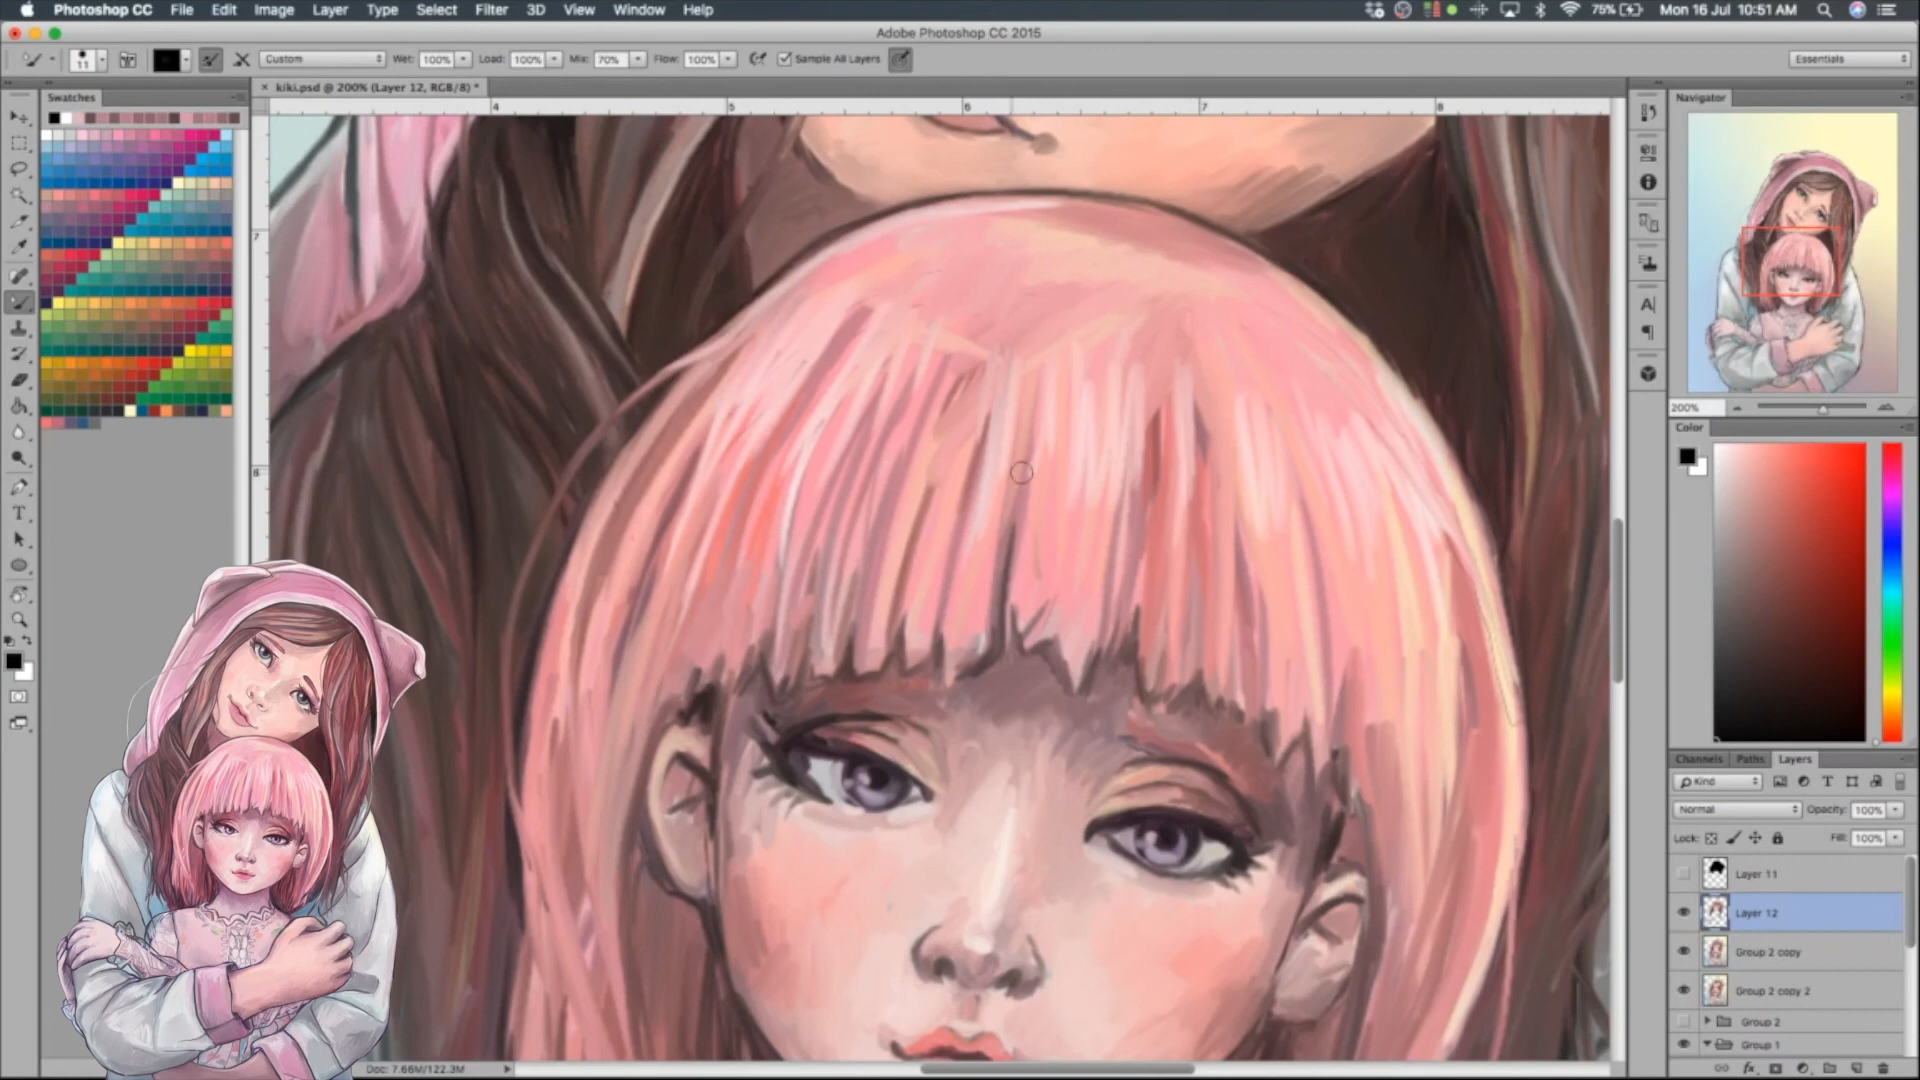 Photoshop CC File Edit Image Layer Type Select Filter 3D View Window Help 75% Mon 16 Jul 10:51 AM
Adobe Photoshop CC 2015
11 Custom Wet: 100% Load: 100% Mix: 70% Flow: 100% Sample All Layers Essentials
Swatches
× kiki.psd @ 200% (Layer 12, RGB/8) *
Navigator
4 5 6 7 8
7
8
200%
Color
Channels Paths Layers
Kind
Normal Opacity: 100%
Lock: Fill: 100%
Layer 11
Layer 12
Group 2 copy
Group 2 copy 2
Group 2
Group 1
Doc: 7.66M/122.3M